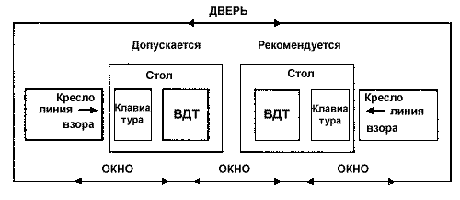 ДВЕРЬ
Допускается
Рекомендуется
Стол
Стол
Кресло
линия
взора
Клавиа
тура
ВДТ
ВДТ
Клавиа
тура
Кресло
линия
взора
ОКНО
ОКНО
ОКНО